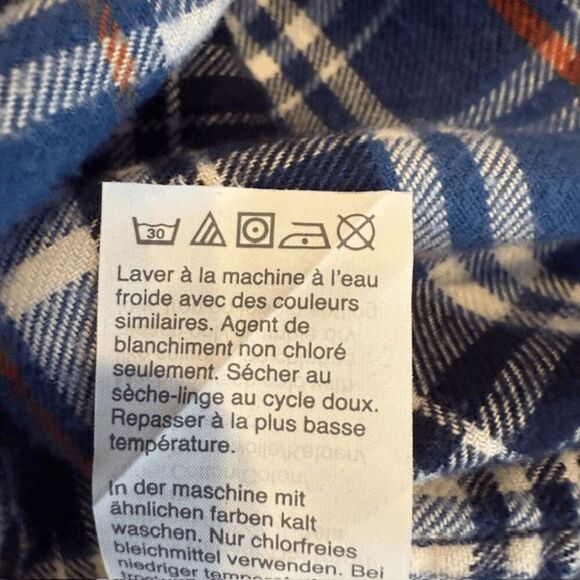 30
Laver à la machine à l'eau
froide avec des couleurs
similaires. Agent de
blanchiment non chloré
seulement. Sécher au
sèche-linge au cycle doux.
Repasser à la plus basse
température.
In der maschine mit
ähnlichen farben kalt
waschen. Nur chlorfreies
bleichmittel verwenden. Bei
niedriger